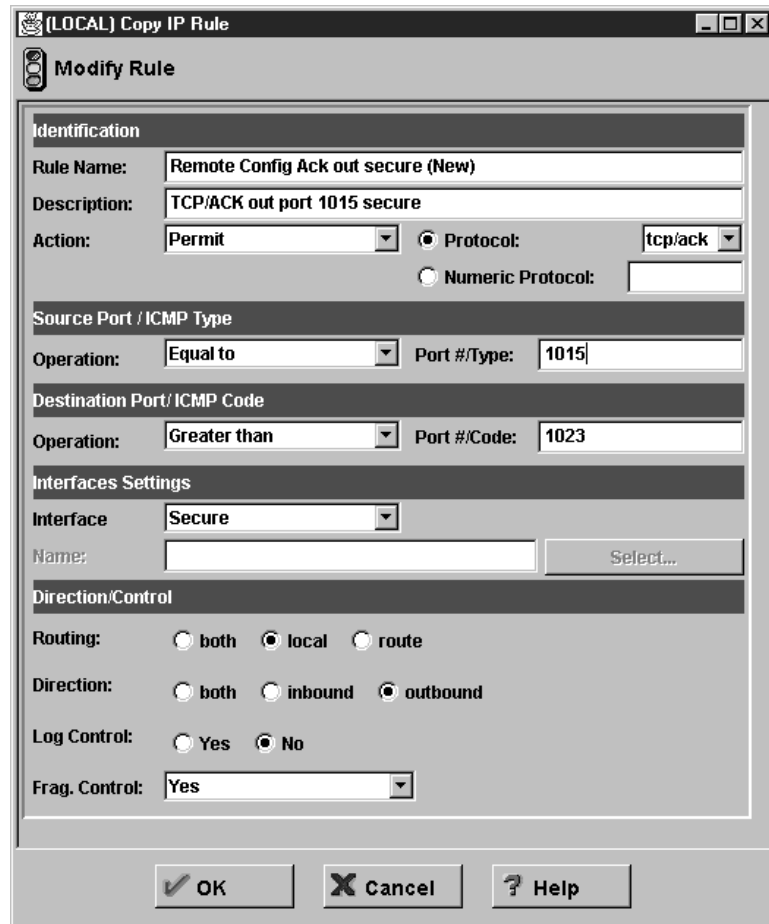 (LOCAL) Copy IP Rule
Modify Rule
Identification
Rule Name: Remote Config Ack out secure (New)
Description: TCP/ACK out port 1015 secure
Action: Permit Protocol: tcp/ack
Numeric Protocol:
Source Port / ICMP Type
Operation: Equal to Port #/Type: 1015
Destination Port/ ICMP Code
Operation: Greater than Port #/Code: 1023
Interfaces Settings
Interface Secure
Name: Select...
Direction/Control
Routing: both local route
Direction: both inbound outbound
Log Control: Yes No
Frag. Control: Yes
OK Cancel Help